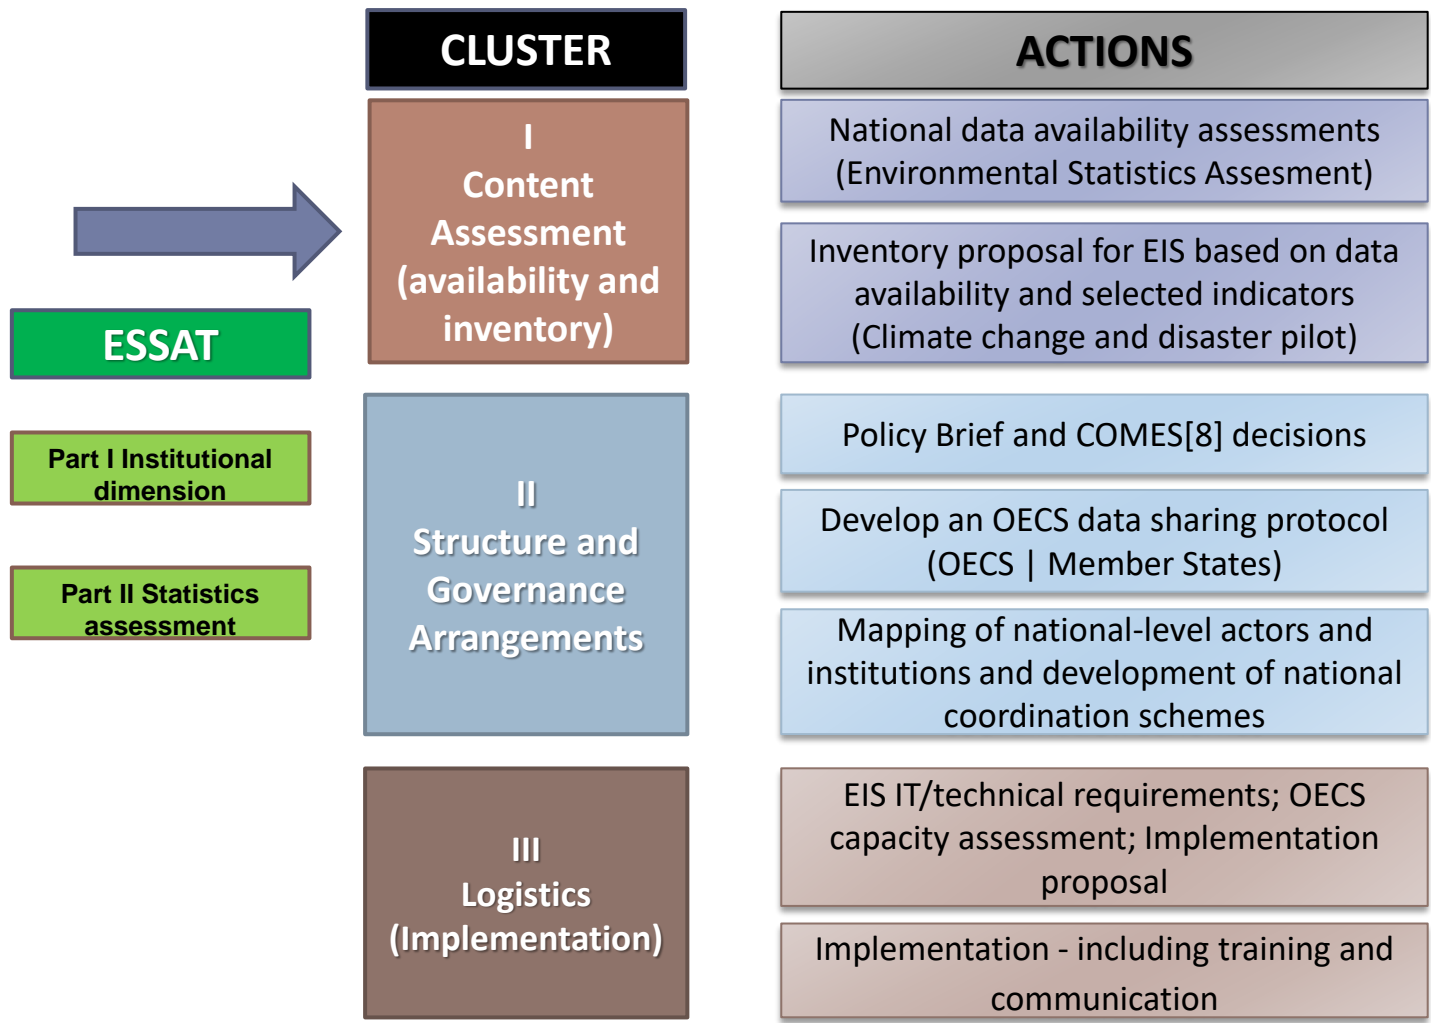 CLUSTER
ACTIONS
I
Content
Assessment
(availability and
inventory)
National data availability assessments
(Environmental Statistics Assesment)
Inventory proposal for EIS based on data
availability and selected indicators
(Climate change and disaster pilot)
ESSAT
Part I Institutional
dimension
Part II Statistics
assessment
II
Structure and
Governance
Arrangements
Policy Brief and COMES[8] decisions
Develop an OECS data sharing protocol
(OECS | Member States)
Mapping of national-level actors and
institutions and development of national
coordination schemes
III
Logistics
(Implementation)
EIS IT/technical requirements; OECS
capacity assessment; Implementation
proposal
Implementation - including training and
communication